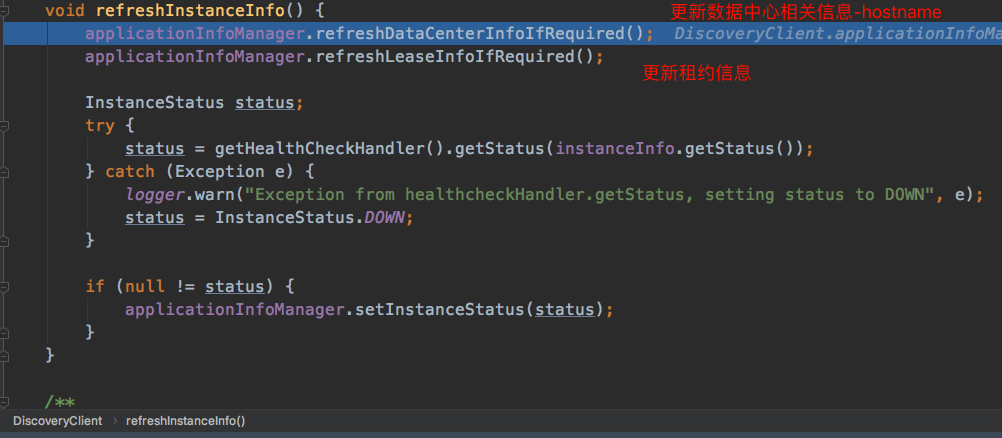 void refreshInstanceInfo() {
更新数据中心相关信息-hostname
applicationInfoManager.refreshDataCenterInfoIfRequired(); DiscoveryClient.applicationInfoMa
applicationInfoManager.refreshLeaseInfoIfRequired();
更新租约信息
InstanceStatus status;
try {
status = getHealthCheckHandler().getStatus(instanceInfo.getStatus());
} catch (Exception e) {
logger.warn("Exception from healthcheckHandler.getStatus, setting status to DOWN", e);
status = InstanceStatus.DOWN;
}
if (null != status) {
applicationInfoManager.setInstanceStatus(status);
}
}
/**
DiscoveryClient › refreshInstanceInfo()